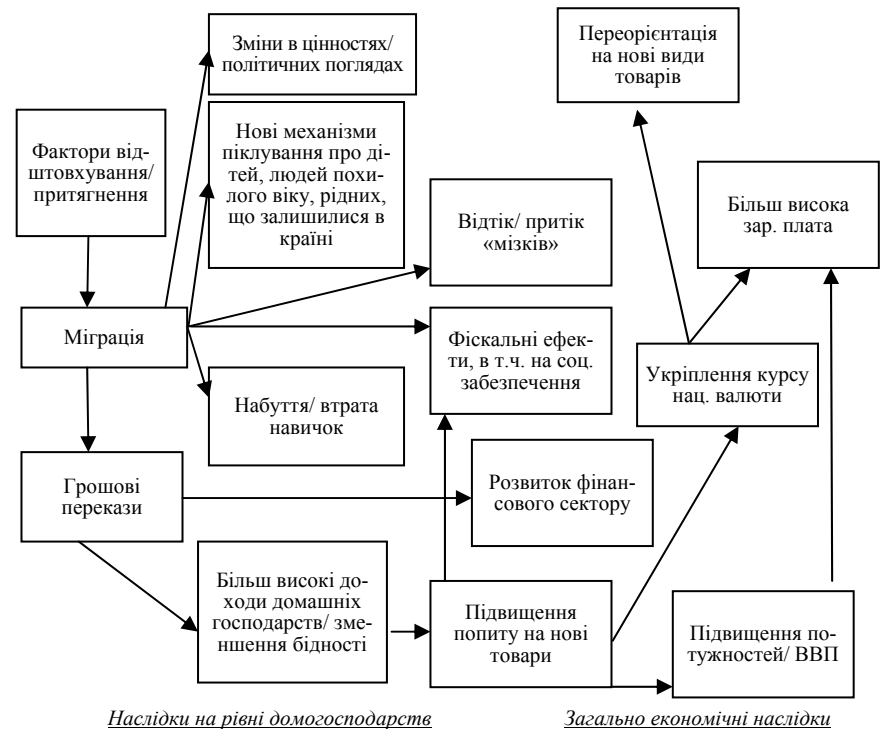 Зміни в цінностях/
політичних поглядах
Переорієнтація
на нові види
товарів
Фактори від-
штовхування/
притягнення
Нові механізми
піклування про ді-
тей, людей похи-
лого віку, рідних,
що залишилися в
країні
Відтік/ притік
«мізків»
Більш висока
зар. плата
Міграція
Фіскальні ефек-
ти, в т.ч. на соц.
забезпечення
Укріплення курсу
нац. валюти
Набуття/ втрата
навичок
Грошові
перекази
Розвиток фінан-
сового сектору
Більш високі до-
ходи домашніх
господарств/ зме-
ншення бідності
Підвищення
попиту на нові
товари
Підвищення по-
тужностей/ ВВП
Наслідки на рівні домогосподарств
Загально економічні наслідки